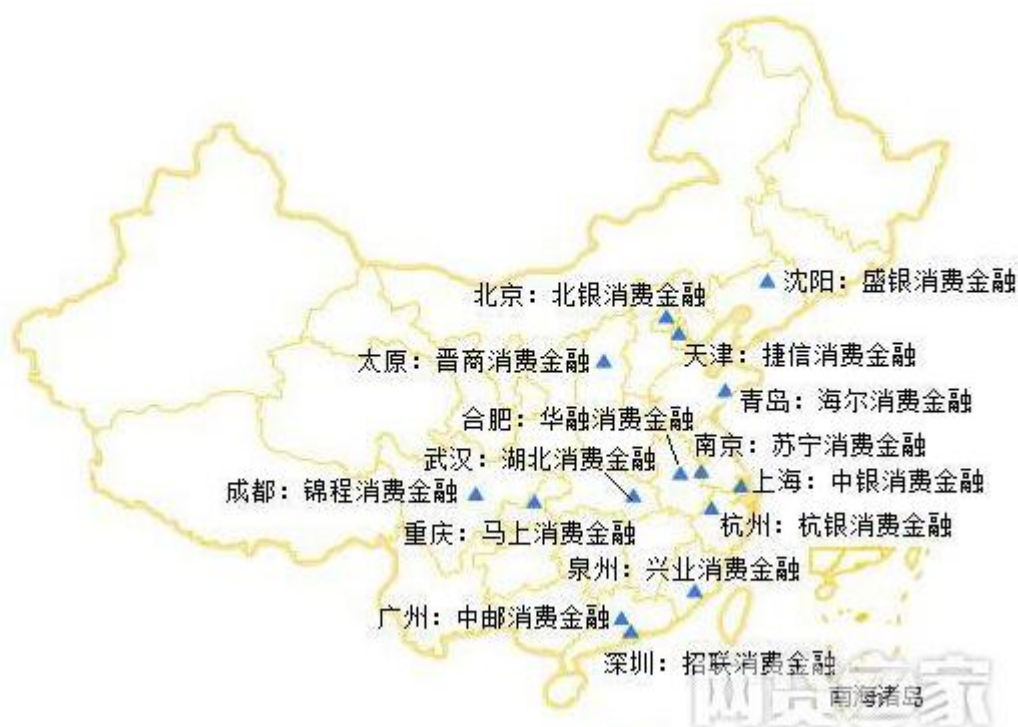 沈阳：盛银消费金融
北京：北银消费金融
天津：捷信消费金融
太原：晋商消费金融
青岛：海尔消费金融
合肥：华融消费金融
南京：苏宁消费金融
武汉：湖北消费金融
上海：中银消费金融
成都：锦程消费金融
杭州：杭银消费金融
重庆：马上消费金融
泉州：兴业消费金融
广州：中邮消费金融
深圳：招联消费金融
网贷之家
南海诸岛